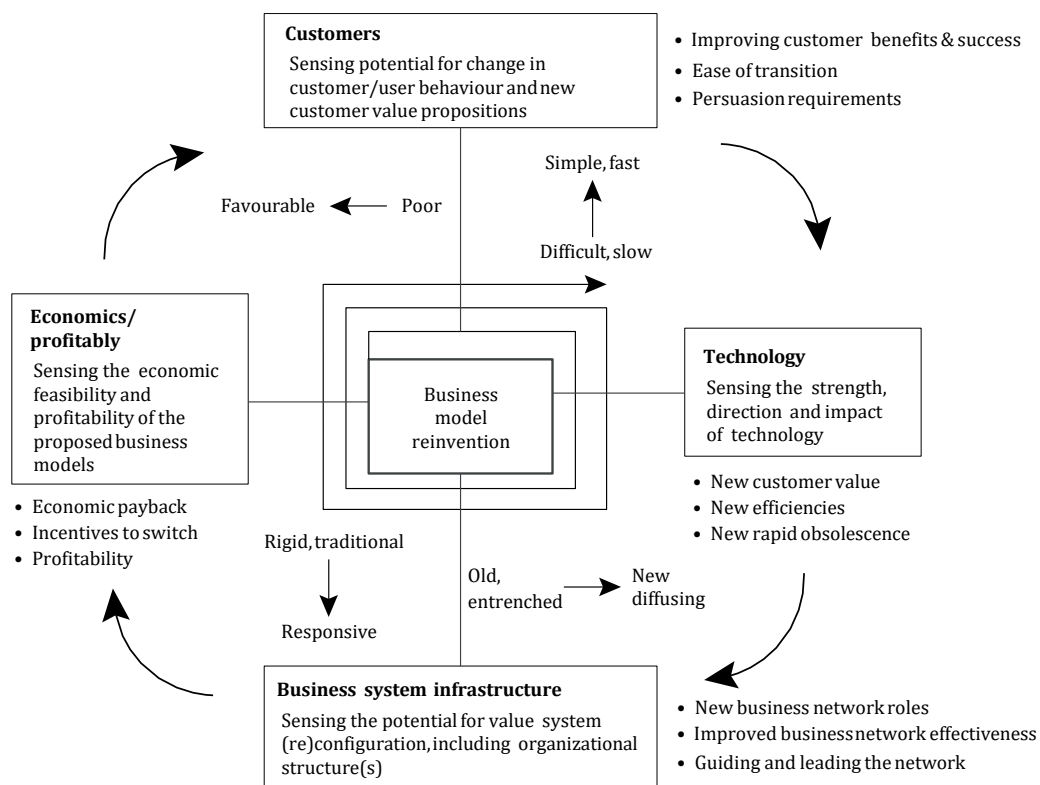 Customers
Sensing potential for change in
customer/user behaviour and new
customer value propositions
• Improving customer benefits & success
• Ease of transition
• Persuasion requirements
Simple, fast
Favourable
Poor
Difficult, slow
Economics/
profitably
Sensing the economic
feasibility and
profitability of the
proposed business
models
Business
model
reinvention
Technology
Sensing the strength,
direction and impact
of technology
• Economic payback
• Incentives to switch
• Profitability
• New customer value
• New efficiencies
• New rapid obsolescence
Rigid, traditional
Responsive
Old,
entrenched
New
diffusing
Business system infrastructure
Sensing the potential for value system
(re)configuration, including organizational
structure(s)
• New business network roles
• Improved business network effectiveness
• Guiding and leading the network